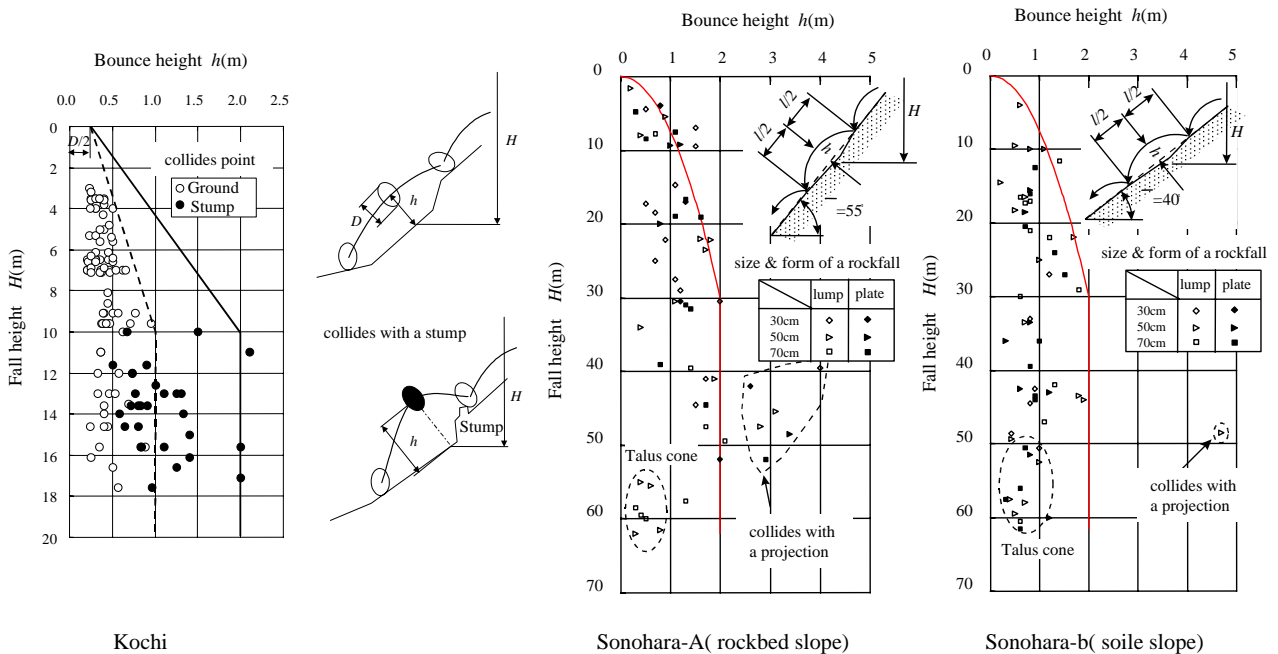 Bounce height h(m)
0.0 0.5 1.0 1.5 2.0 2.5
D/2
collides point
Ground
Stump
Fall height H(m)
0
2
4
6
8
10
12
14
16
18
20
Kochi
H
D
h
collides with a stump
H
Stump
h
Bounce height h(m)
0 1 2 3 4 5
Fall height H(m)
0
10
20
30
40
50
60
70
l/2
l/2
H
h
=55
size & form of a rockfall
lump plate
30cm
50cm
70cm
Talus cone
collides with
a projection
Sonohara-A( rockbed slope)
Bounce height h(m)
0 1 2 3 4 5
Fall height H(m)
0
10
20
30
40
50
60
70
l/2
l/2
H
h
=40
size & form of a rockfall
lump plate
30cm
50cm
70cm
collides with
a projection
Talus cone
Sonohara-b( soile slope)